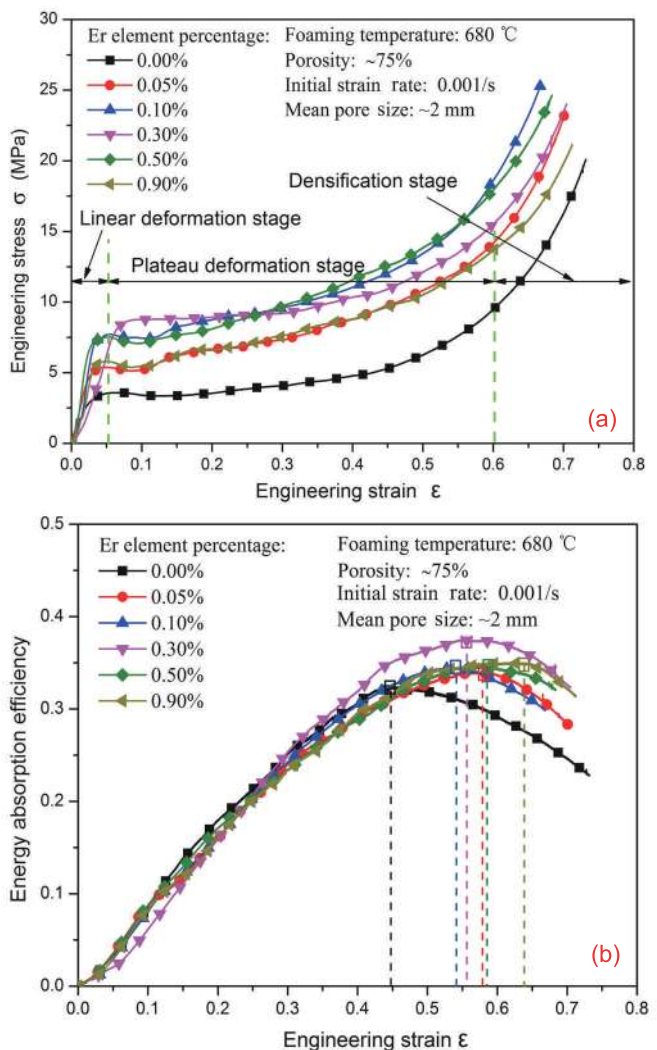 30
25
20
15
10
5
0
Engineering stress σ (MPa)
Er element percentage:
0.00%
0.05%
0.10%
0.30%
0.50%
0.90%
Foaming temperature: 680 ℃
Porosity: ~75%
Initial strain rate: 0.001/s
Mean pore size: ~2 mm
Densification stage
Linear deformation stage
Plateau deformation stage
(a)
0.0 0.1 0.2 0.3 0.4 0.5 0.6 0.7 0.8
Engineering strain ε
0.5
0.4
0.3
0.2
0.1
0.0
Energy absorption efficiency
Er element percentage:
0.00%
0.05%
0.10%
0.30%
0.50%
0.90%
Foaming temperature: 680 ℃
Porosity: ~75%
Initial strain rate: 0.001/s
Mean pore size: ~2 mm
(b)
0.0 0.1 0.2 0.3 0.4 0.5 0.6 0.7 0.8
Engineering strain ε